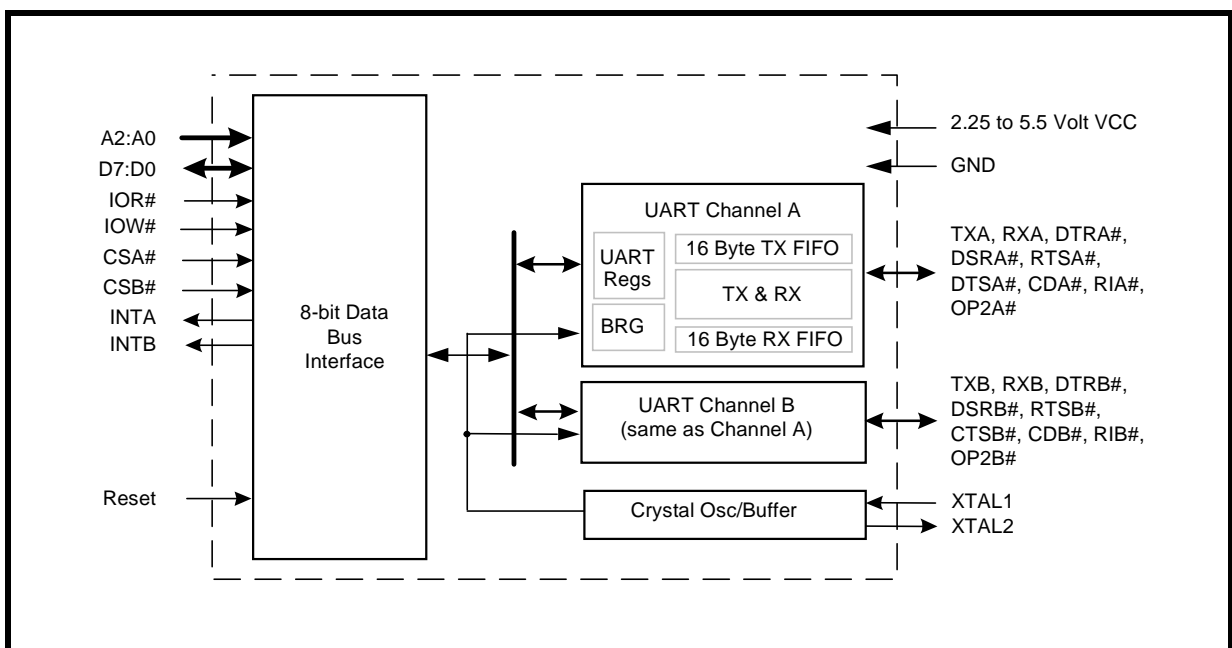 A2:A0
D7:D0
IOR#
IOW#
CSA#
CSB#
INTA
INTB
Reset
8-bit Data
Bus
Interface
UART Channel A
UART
Regs
BRG
16 Byte TX FIFO
TX & RX
16 Byte RX FIFO
UART Channel B
(same as Channel A)
Crystal Osc/Buffer
2.25 to 5.5 Volt VCC
GND
TXA, RXA, DTRA#,
DSRA#, RTSA#,
DTSA#, CDA#, RIA#,
OP2A#
TXB, RXB, DTRB#,
DSRB#, RTSB#,
CTSB#, CDB#, RIB#,
OP2B#
XTAL1
XTAL2